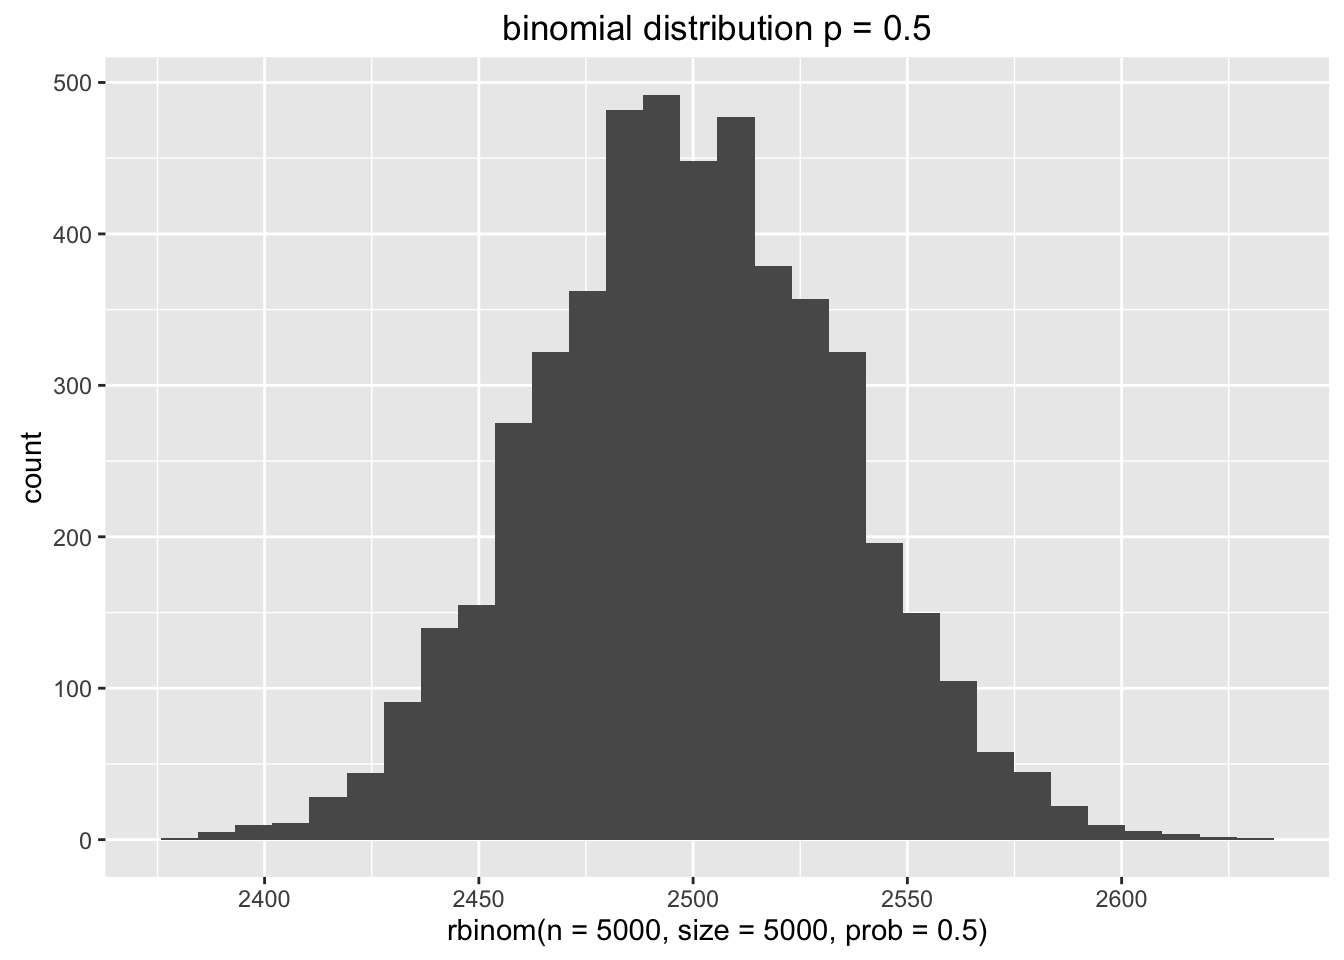 binomial distribution p = 0.5
500
400
300
200
100
0
count
2400 2450 2500 2550 2600
rbinom(n = 5000, size = 5000, prob = 0.5)